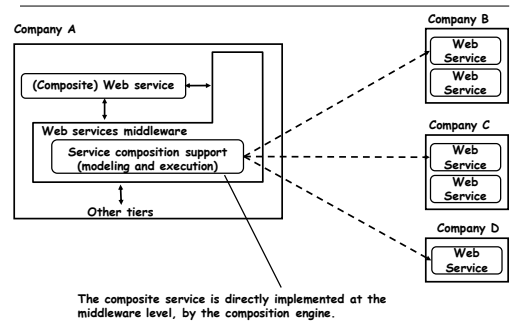 Company A
(Composite) Web service
Web services middleware
Service composition support
(modeling and execution)
Other tiers
Company B
Web
Service
Web
Service
Company C
Web
Service
Web
Service
Company D
Web
Service
The composite service is directly implemented at the
middleware level, by the composition engine.